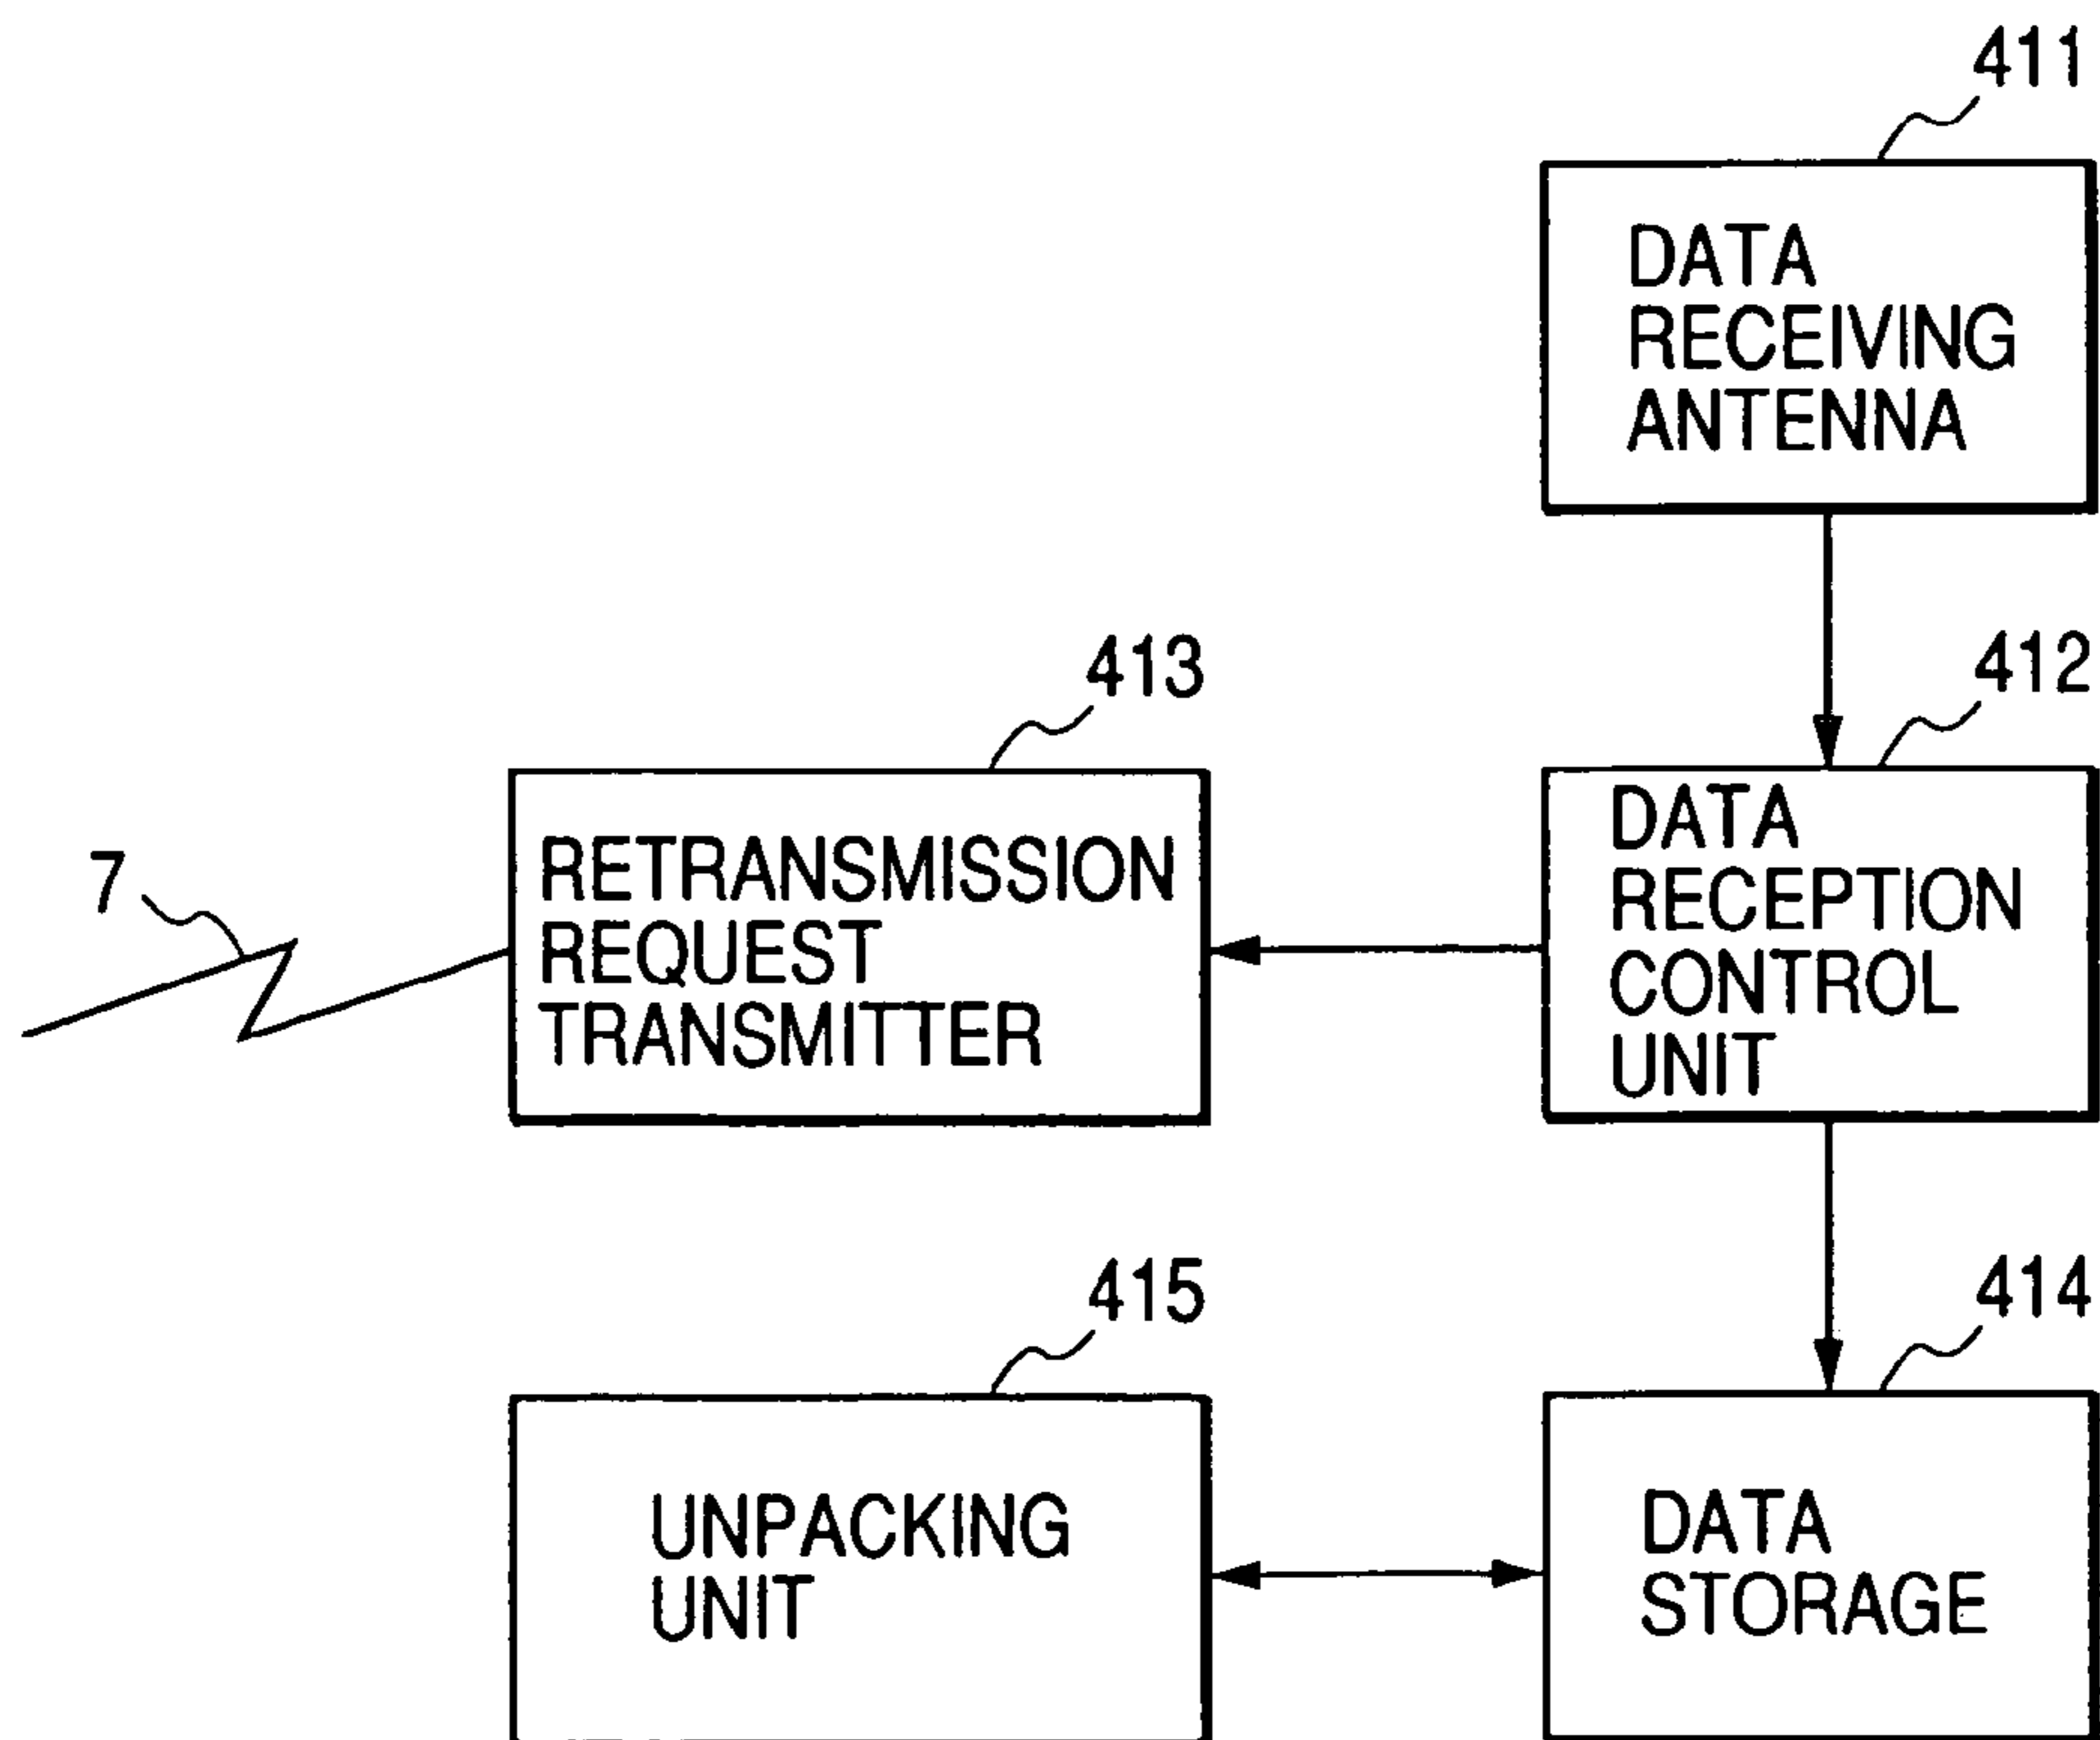 411
DATA
RECEIVING
ANTENNA
413
412
7
RETRANSMISSION
REQUEST
TRANSMITTER
DATA
RECEPTION
CONTROL
UNIT
415
414
UNPACKING
UNIT
DATA
STORAGE